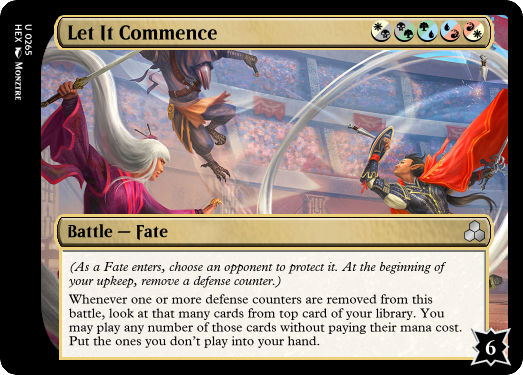 Let It Commence
U 0265
HEX Monztre
Battle — Fate
(As a Fate enters, choose an opponent to protect it. At the beginning of
your upkeep, remove a defense counter.)
Whenever one or more defense counters are removed from this
battle, look at that many cards from top card of your library. You
may play any number of those cards without paying their mana cost.
Put the ones you don't play into your hand.
6